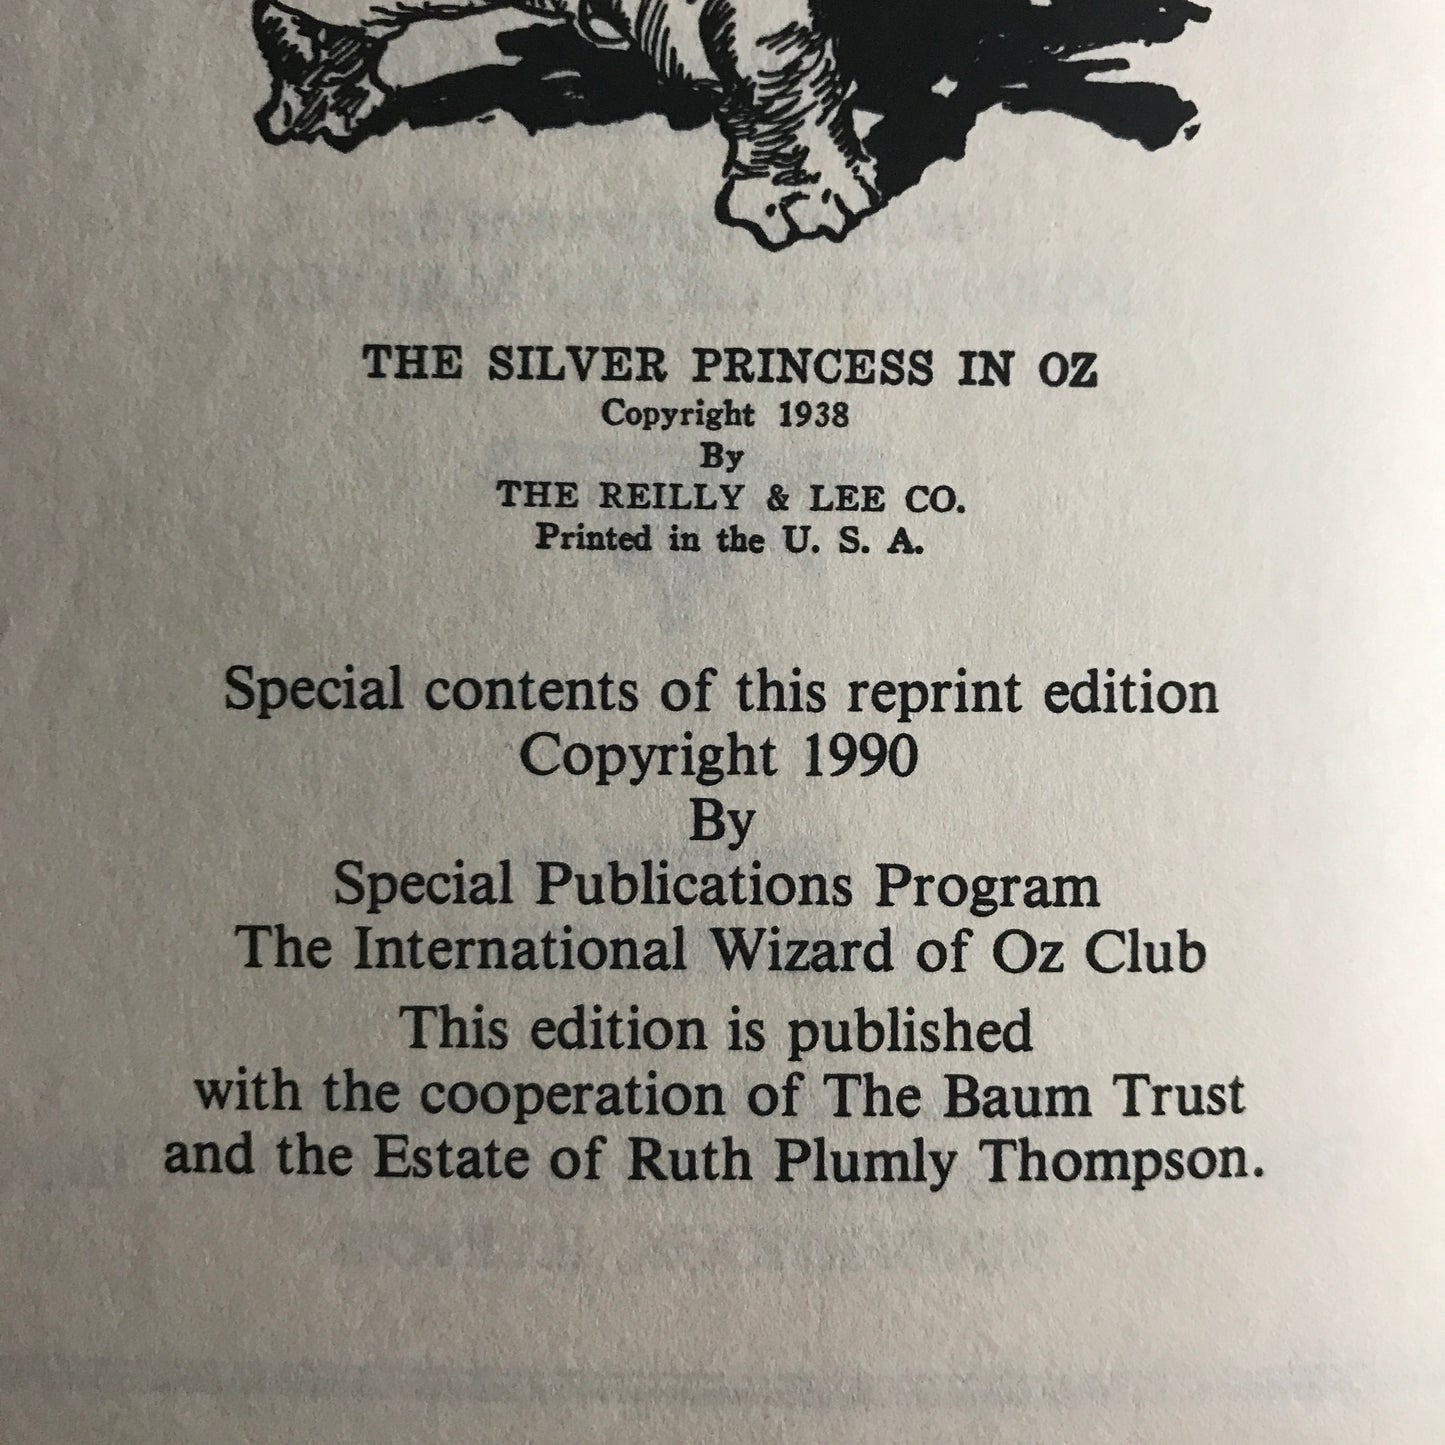 THE SILVER PRINCESS IN OZ
Copyright 1938
By
THE REILLY & LEE CO.
Printed in the U. S. A.
Special contents of this reprint edition
Copyright 1990
By
Special Publications Program
The International Wizard of Oz Club
This edition is published
with the cooperation of The Baum Trust
and the Estate of Ruth Plumly Thompson.